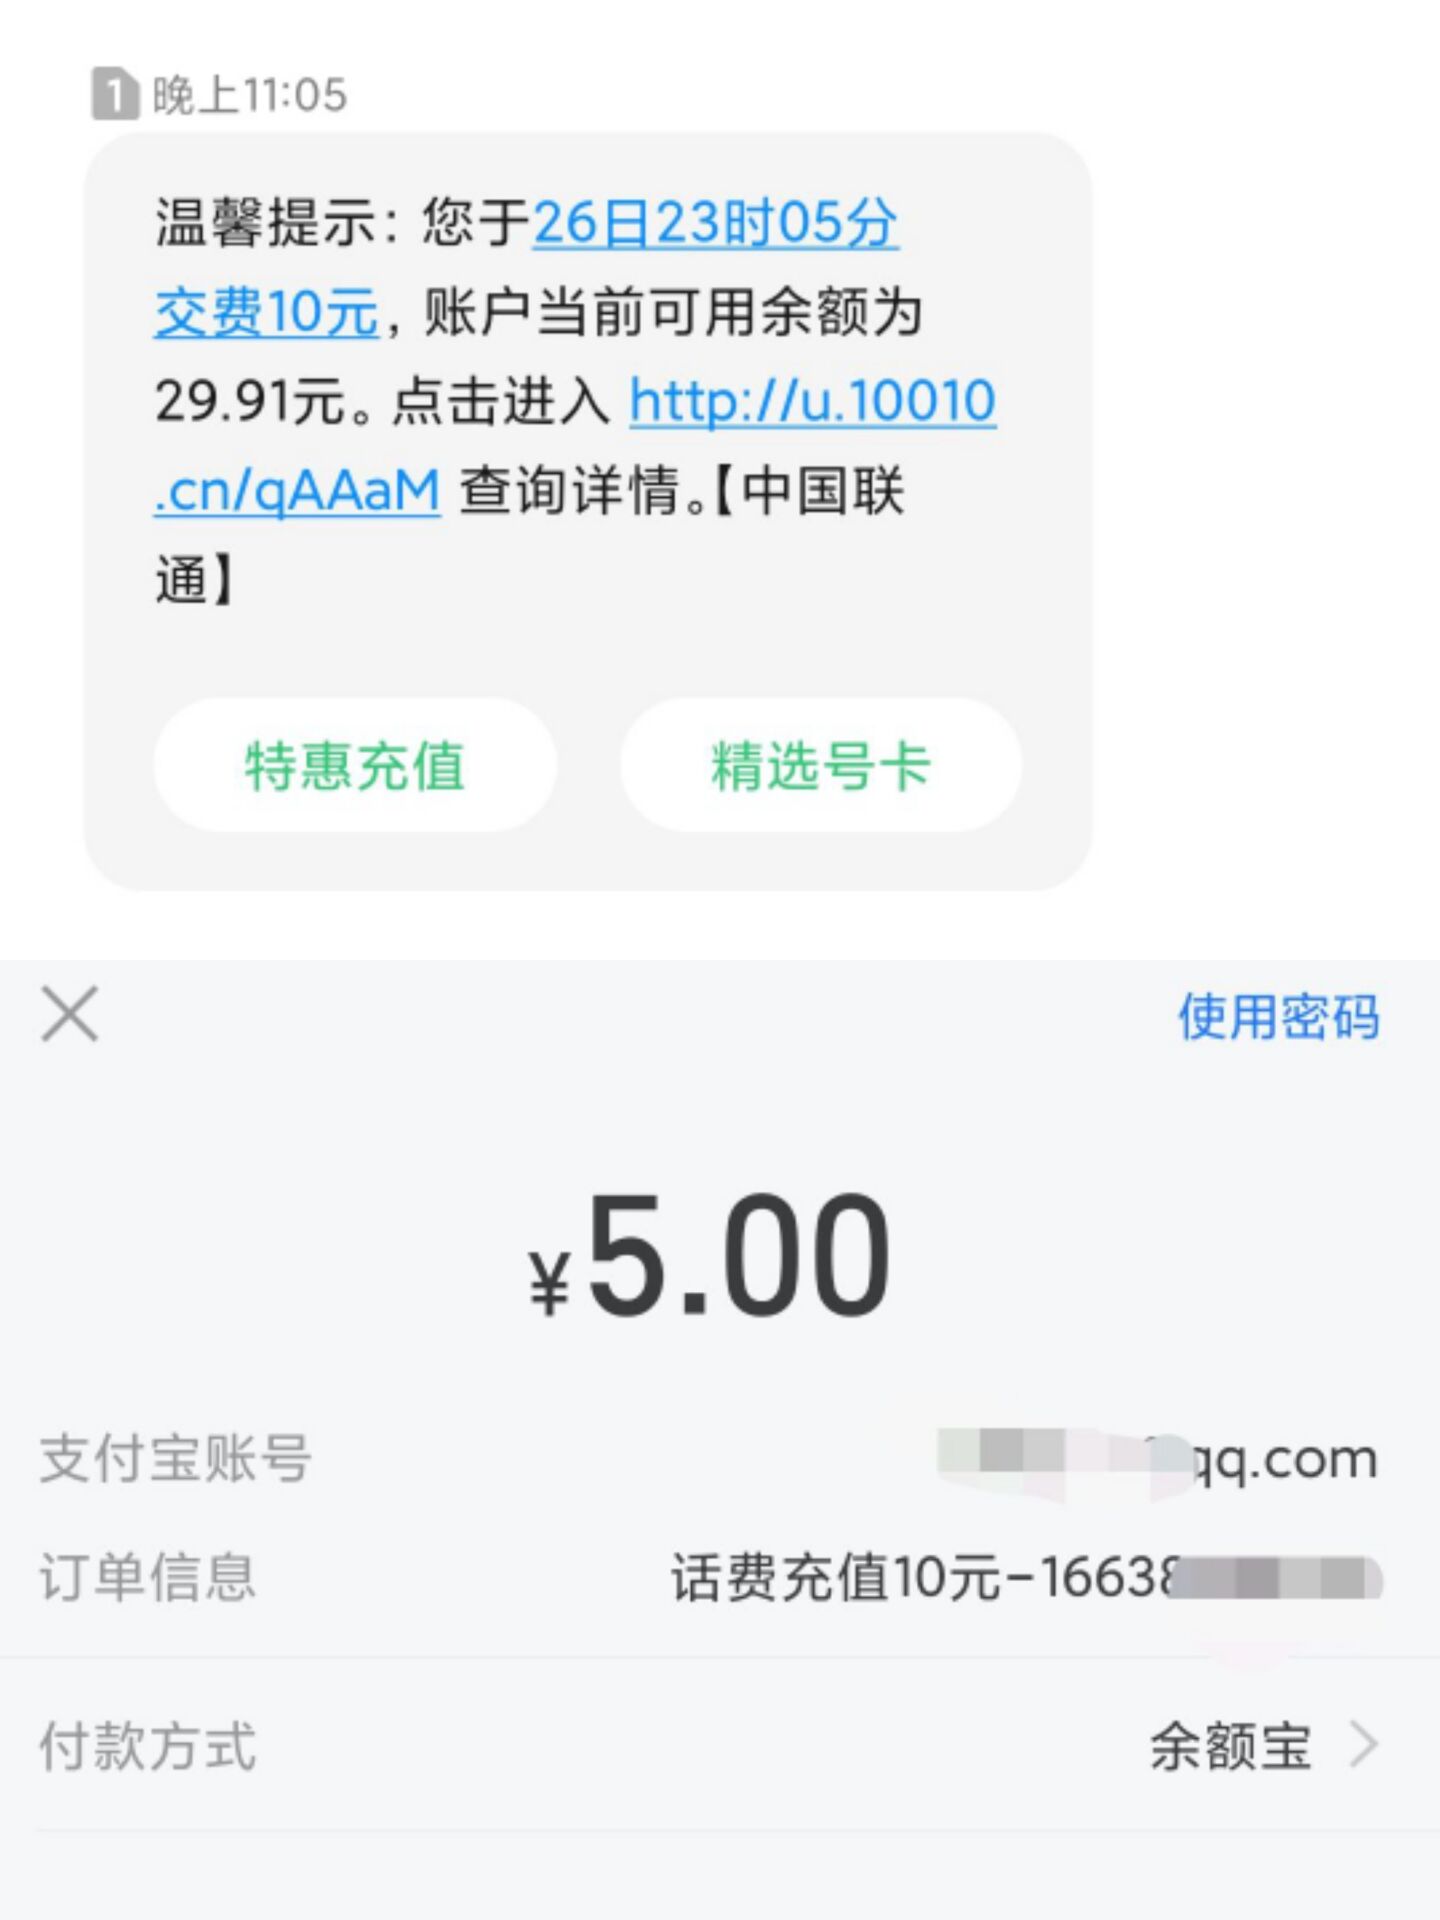 1 晚上11:05
温馨提示：您于26日23时05分
交费10元，账户当前可用余额为
29.91元。点击进入 http://u.10010
.cn/qAAaM 查询详情。【中国联
通】
特惠充值 精选号卡
使用密码
¥5.00
支付宝账号 qq.com
订单信息 话费充值10元-16638
付款方式 余额宝